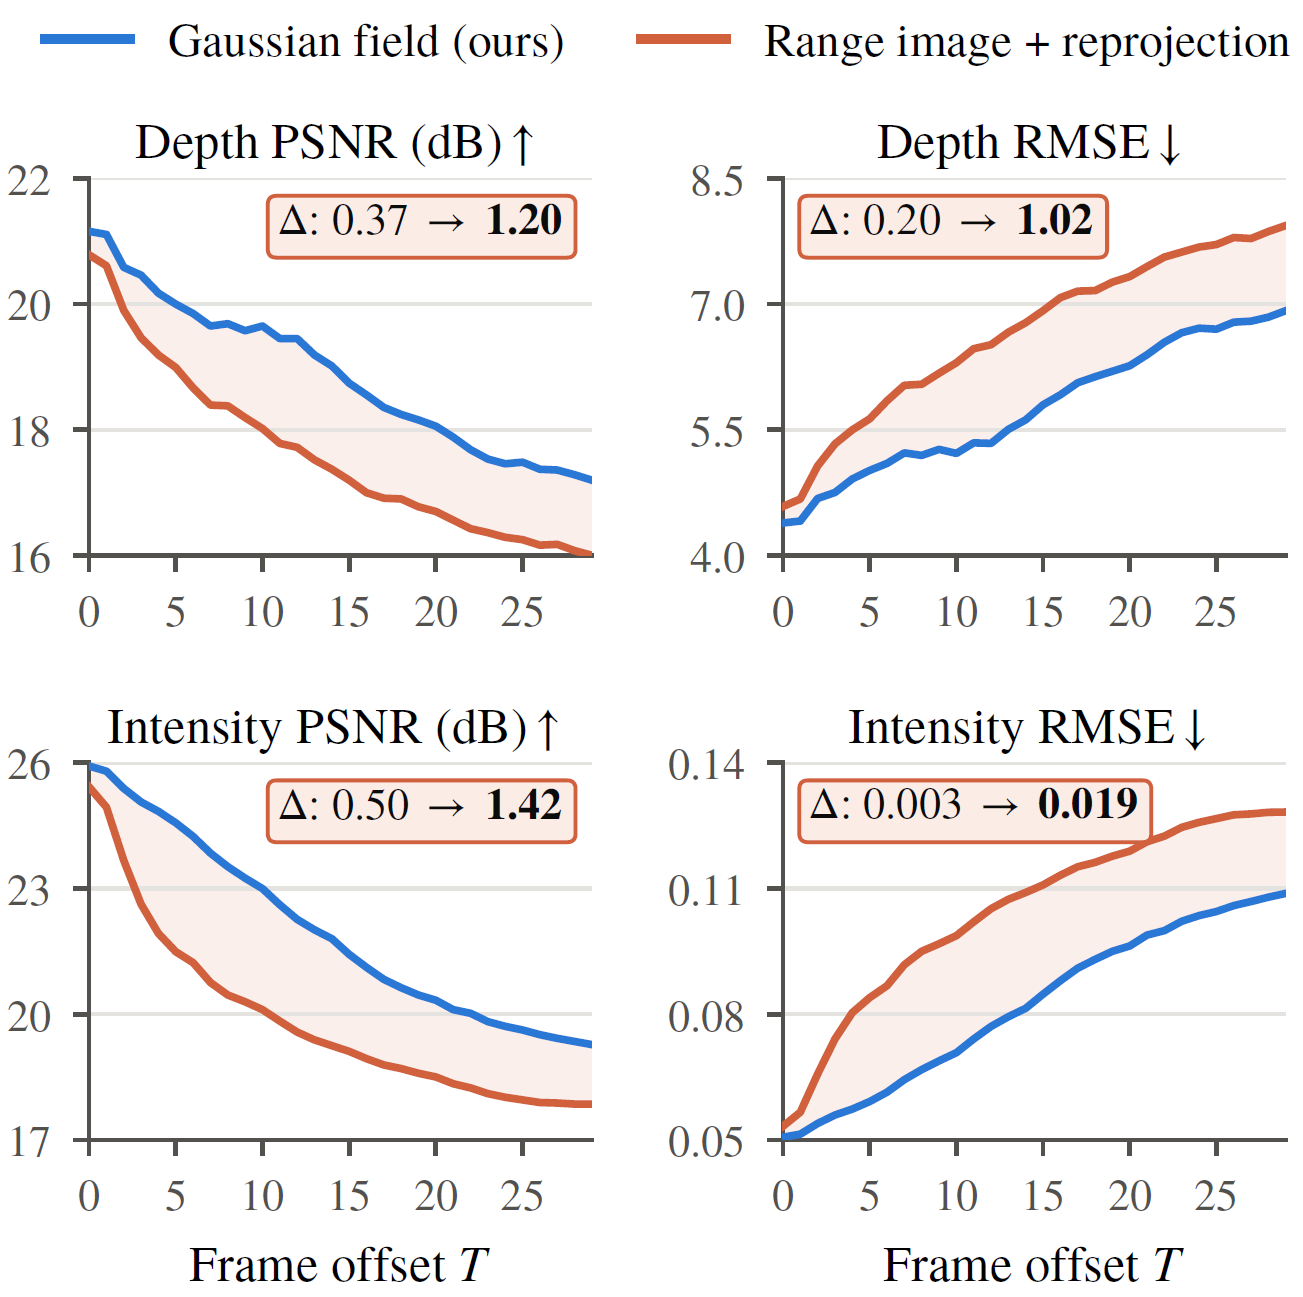 Gaussian field (ours) Range image + reprojection
Depth PSNR (dB) ↑
22
20
18
16
Δ: 0.37 → 1.20
0 5 10 15 20 25
Depth RMSE ↓
8.5
7.0
5.5
4.0
Δ: 0.20 → 1.02
0 5 10 15 20 25
Intensity PSNR (dB) ↑
26
23
20
17
Δ: 0.50 → 1.42
0 5 10 15 20 25
Frame offset T
Intensity RMSE ↓
0.14
0.11
0.08
0.05
Δ: 0.003 → 0.019
0 5 10 15 20 25
Frame offset T